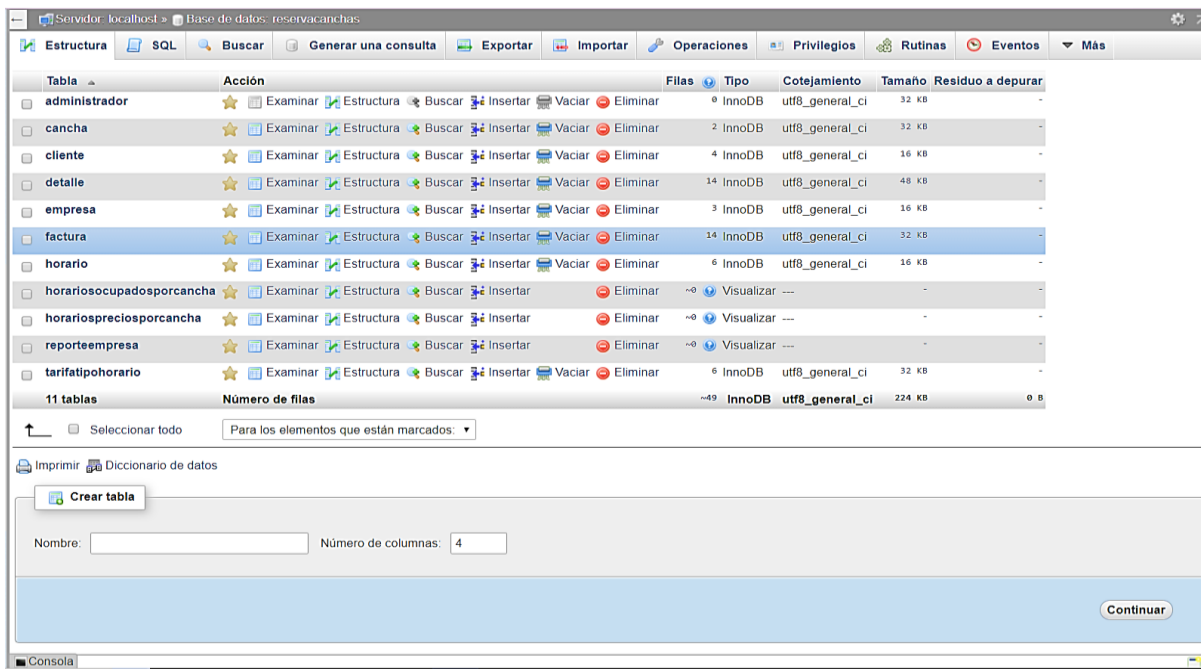 Servidor: localhost » Base de datos: reservacanchas
Estructura SQL Buscar Generar una consulta Exportar Importar Operaciones Privilegios Rutinas Eventos Más
Tabla Acción Filas Tipo Cotejamiento Tamaño Residuo a depurar
administrador Examinar Estructura Buscar Insertar Vaciar Eliminar 0 InnoDB utf8_general_ci 32 KB -
cancha Examinar Estructura Buscar Insertar Vaciar Eliminar 2 InnoDB utf8_general_ci 32 KB -
cliente Examinar Estructura Buscar Insertar Vaciar Eliminar 4 InnoDB utf8_general_ci 16 KB -
detalle Examinar Estructura Buscar Insertar Vaciar Eliminar 14 InnoDB utf8_general_ci 48 KB -
empresa Examinar Estructura Buscar Insertar Vaciar Eliminar 3 InnoDB utf8_general_ci 16 KB -
factura Examinar Estructura Buscar Insertar Vaciar Eliminar 14 InnoDB utf8_general_ci 32 KB -
horario Examinar Estructura Buscar Insertar Vaciar Eliminar 6 InnoDB utf8_general_ci 16 KB -
horariosocupadosporcancha Examinar Estructura Buscar Insertar Eliminar ~0 Visualizar --- - -
horariospreciosporcancha Examinar Estructura Buscar Insertar Eliminar ~0 Visualizar --- - -
reporteempresa Examinar Estructura Buscar Insertar Eliminar ~0 Visualizar --- - -
tarifatipohorario Examinar Estructura Buscar Insertar Vaciar Eliminar 6 InnoDB utf8_general_ci 32 KB -
11 tablas Número de filas ~49 InnoDB utf8_general_ci 224 KB 0 B
Seleccionar todo Para los elementos que están marcados:
Imprimir Diccionario de datos
Crear tabla
Nombre: Número de columnas: 4
Continuar
Consola